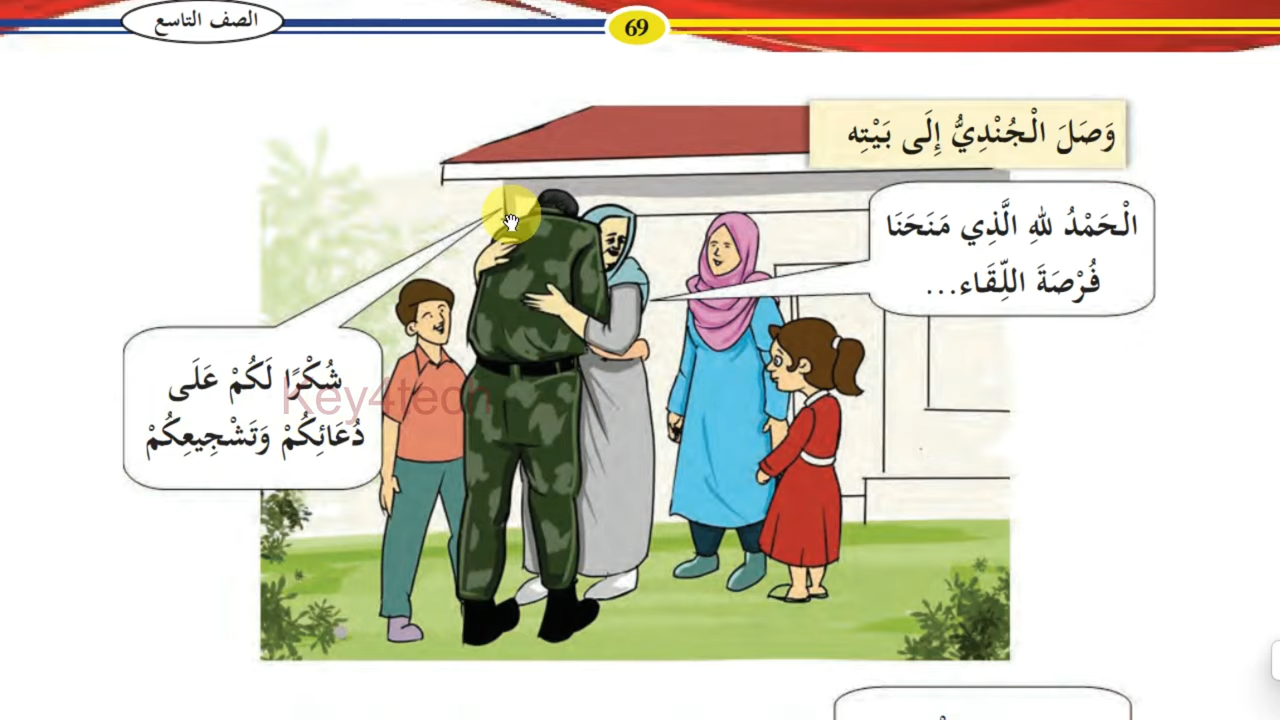 الصف التاسع
69
وَصَلَ الْجُنْدِيُّ إِلَى بَيْتِه
الْحَمْدُ للهِ الَّذِي مَنَحَنَا
فُرْصَةَ اللِّقَاء...
شُكْرًا لَكُمْ عَلَى
دُعَائِكُمْ وَتَشْجِيعِكُمْ
Key4tech